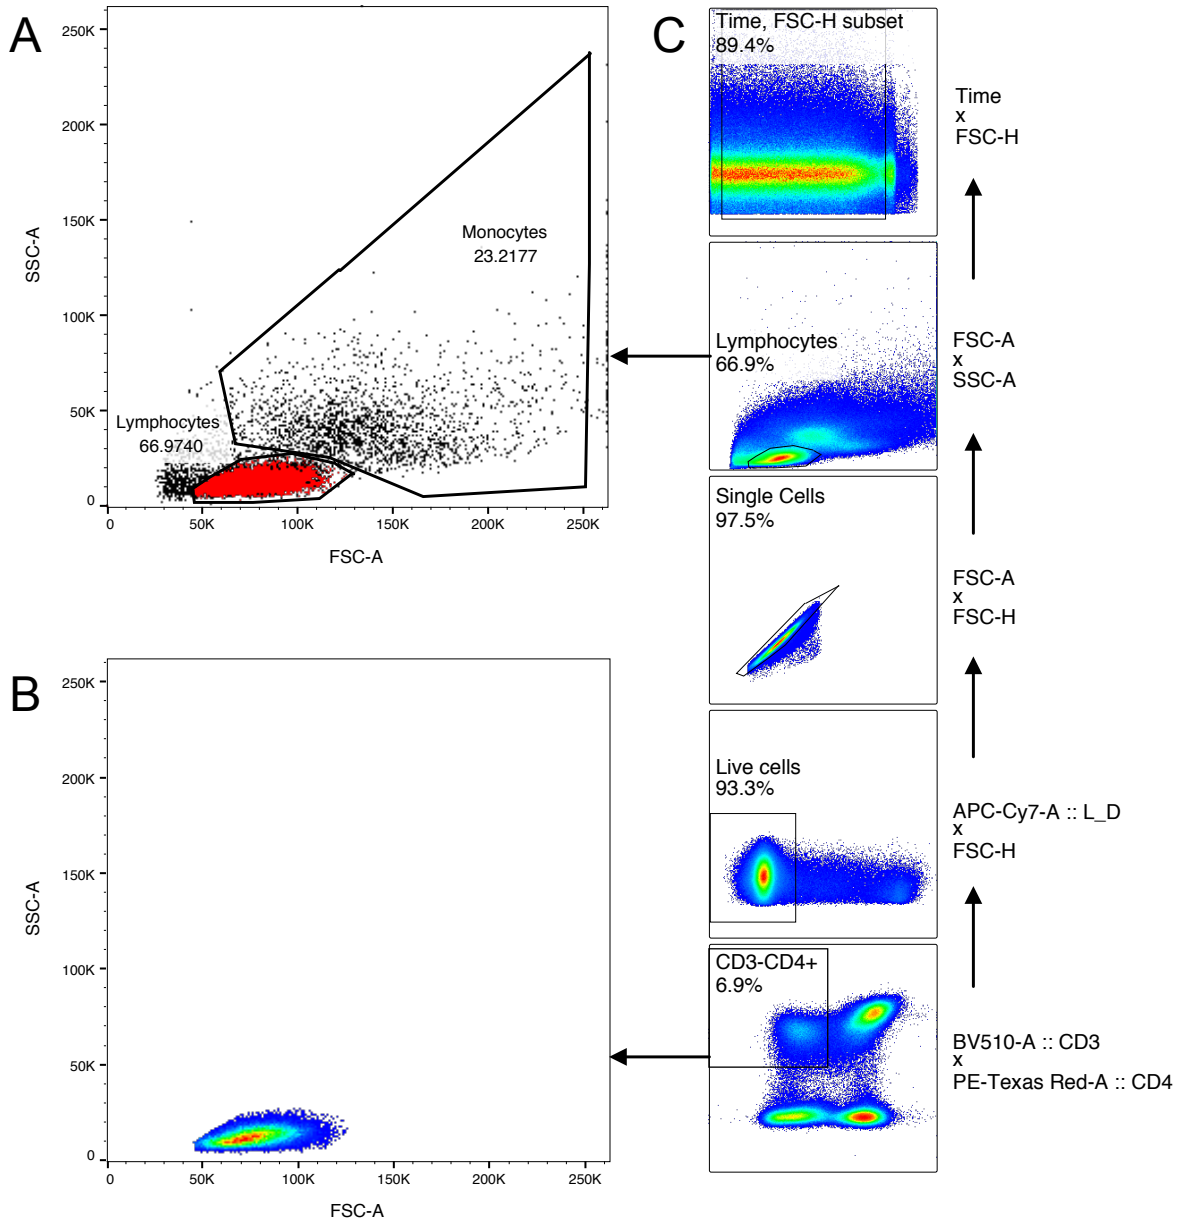 A
250K
200K
150K
100K
50K
0
SSC-A
Monocytes
23.2177
Lymphocytes
66.9740
0
50K
100K
150K
200K
250K
FSC-A
B
250K
200K
150K
100K
50K
0
SSC-A
0
50K
100K
150K
200K
250K
FSC-A
C
Time, FSC-H subset
89.4%
Time
x
FSC-H
Lymphocytes
66.9%
FSC-A
x
SSC-A
Single Cells
97.5%
FSC-A
x
FSC-H
Live cells
93.3%
APC-Cy7-A :: L_D
x
FSC-H
CD3-CD4+
6.9%
BV510-A :: CD3
x
PE-Texas Red-A :: CD4